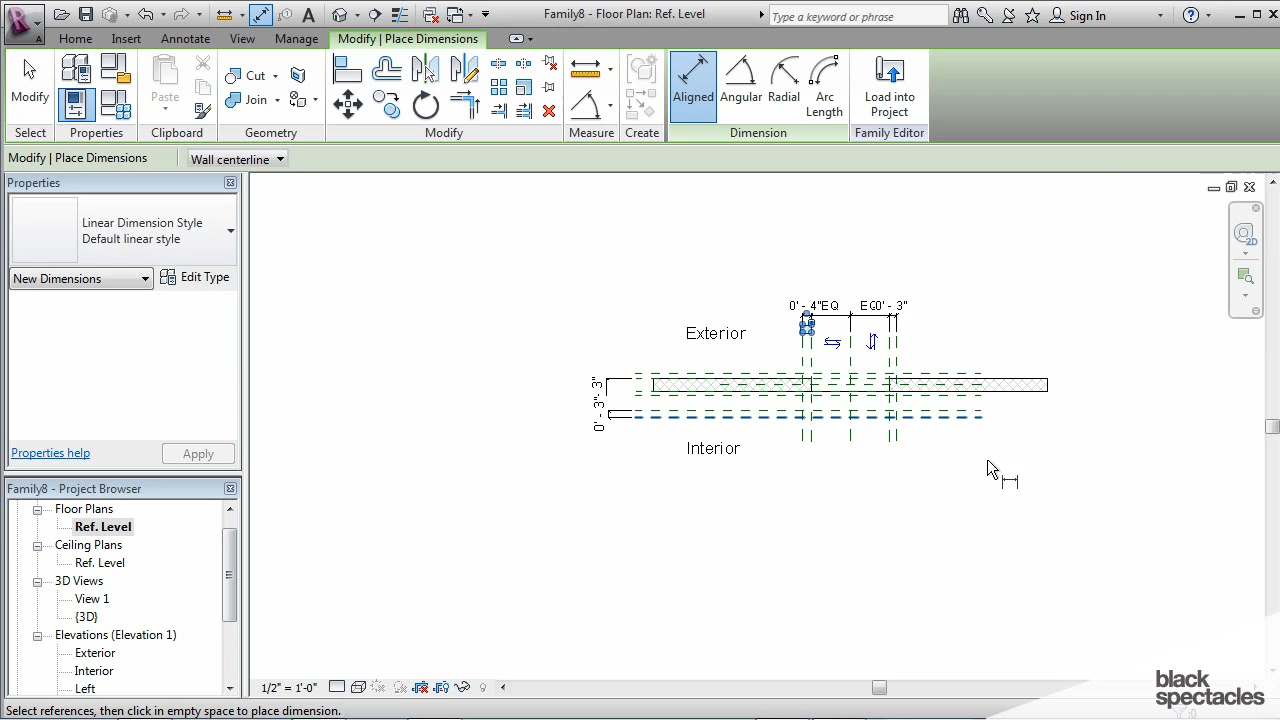 Family8 - Floor Plan: Ref. Level
Type a keyword or phrase
Sign In
Home Insert Annotate View Manage Modify | Place Dimensions
Modify
Paste
Cut
Join
Aligned Angular Radial Arc Length
Load into Project
Select Properties Clipboard Geometry Modify Measure Create Dimension Family Editor
Modify | Place Dimensions
Wall centerline
Properties
Linear Dimension Style
Default linear style
New Dimensions
Edit Type
Properties help
Apply
Family8 - Project Browser
Floor Plans
Ref. Level
Ceiling Plans
Ref. Level
3D Views
View 1
{3D}
Elevations (Elevation 1)
Exterior
Interior
Left
0' - 4" EQ EQ 0' - 3"
Exterior
3"
0' - 3"
Interior
2D
1/2" = 1'-0"
Select references, then click in empty space to place dimension.
:0
black
spectacles